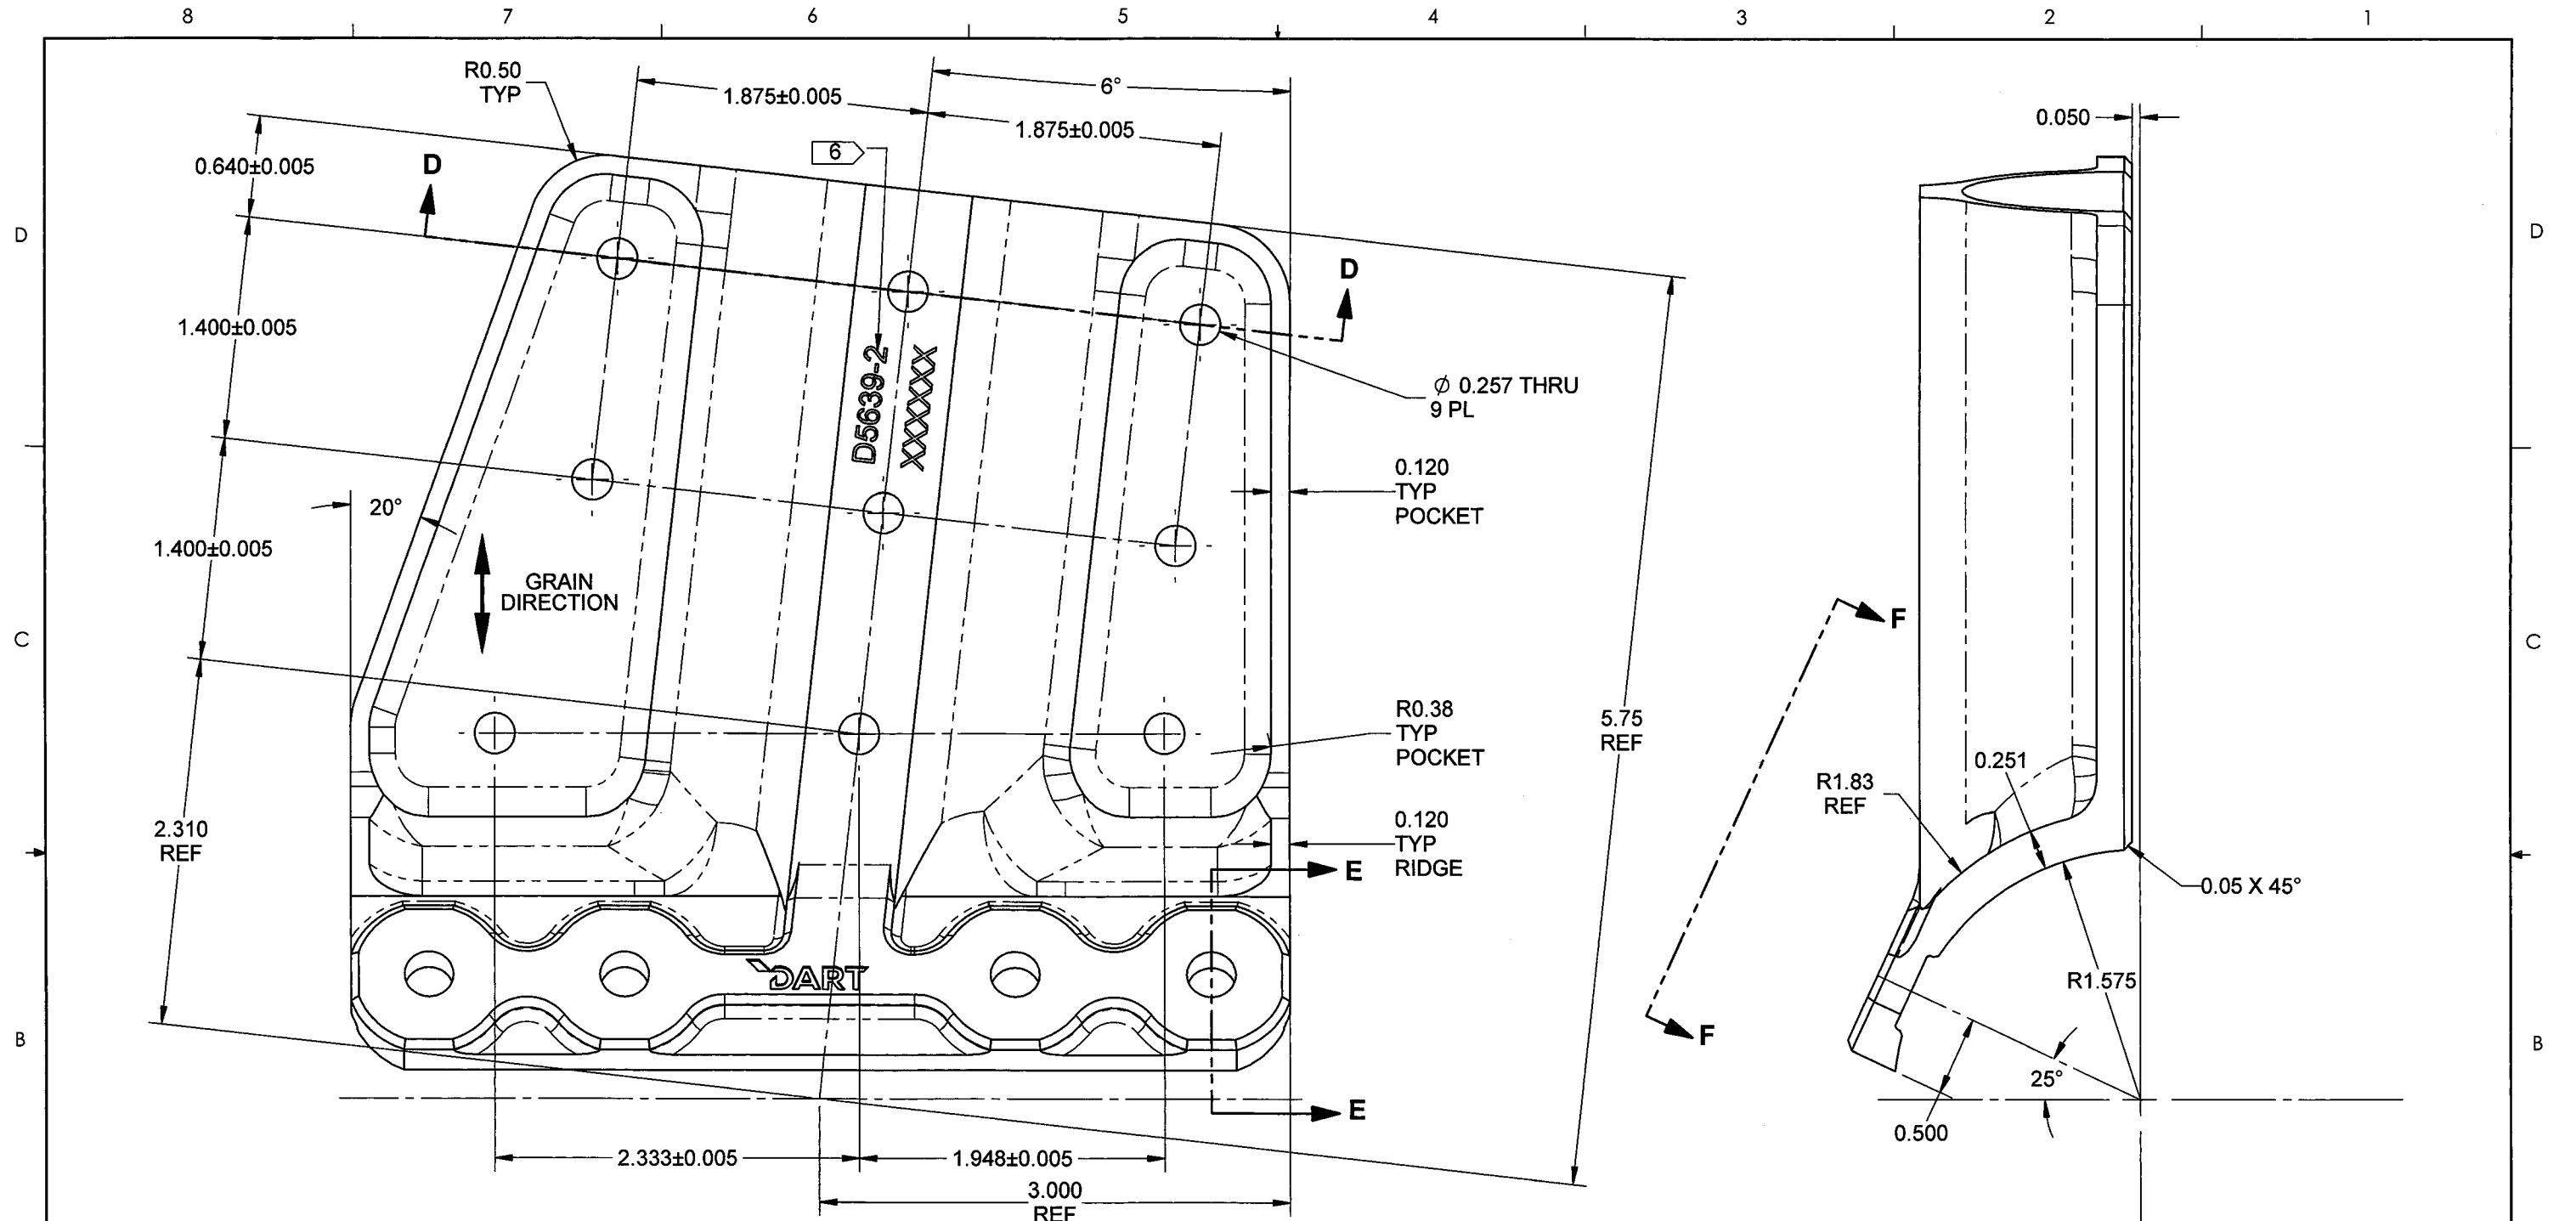 8 7 6 5 4 3 2 1
R0.50
TYP
1.875±0.005
6°
1.875±0.005
0.050
6
0.640±0.005
D
D
D
D
1.400±0.005
D5639-2
XXXXXX
Ø 0.257 THRU
9 PL
0.120
TYP
POCKET
20°
1.400±0.005
GRAIN
DIRECTION
F
C
C
R0.38
TYP
POCKET
5.75
REF
0.251
R1.83
REF
2.310
REF
0.120
TYP
RIDGE
E
0.05 X 45°
DART
R1.575
F
B
B
25°
E
0.500
2.333±0.005
1.948±0.005
3.000
REF